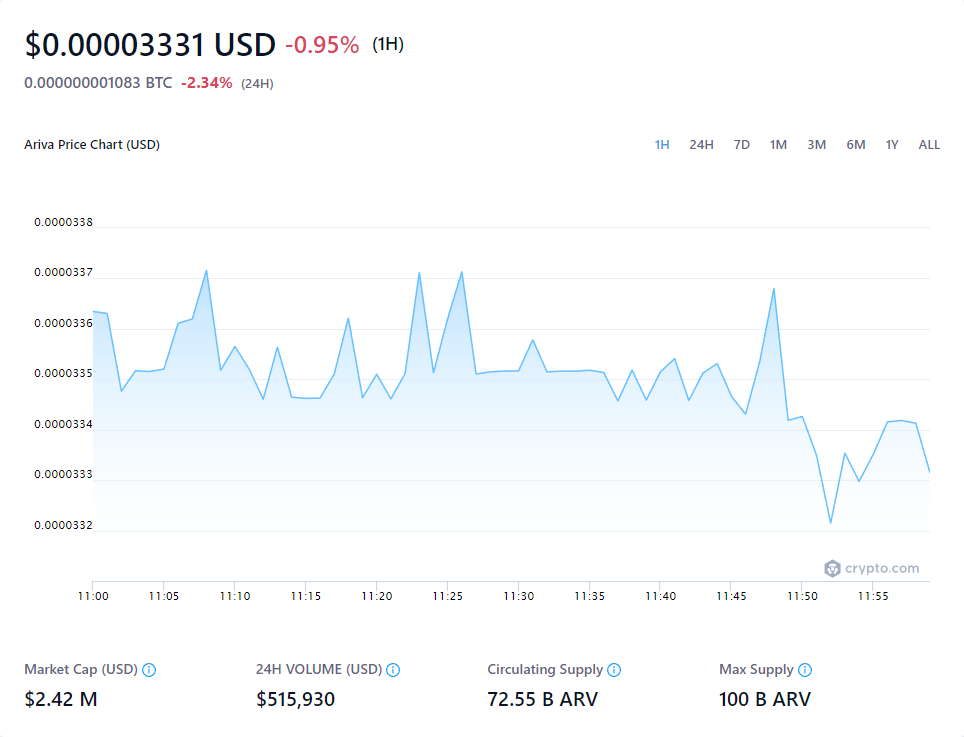 $0.00003331 USD -0.95% (1H)
0.000000001083 BTC -2.34% (24H)
Ariva Price Chart (USD) 1H 24H 7D 1M 3M 6M 1Y ALL
0.0000338
0.0000337
0.0000336
0.0000335
0.0000334
0.0000333
0.0000332
crypto.com
11:00 11:05 11:10 11:15 11:20 11:25 11:30 11:35 11:40 11:45 11:50 11:55
Market Cap (USD) 24H VOLUME (USD) Circulating Supply Max Supply
$2.42 M $515,930 72.55 B ARV 100 B ARV